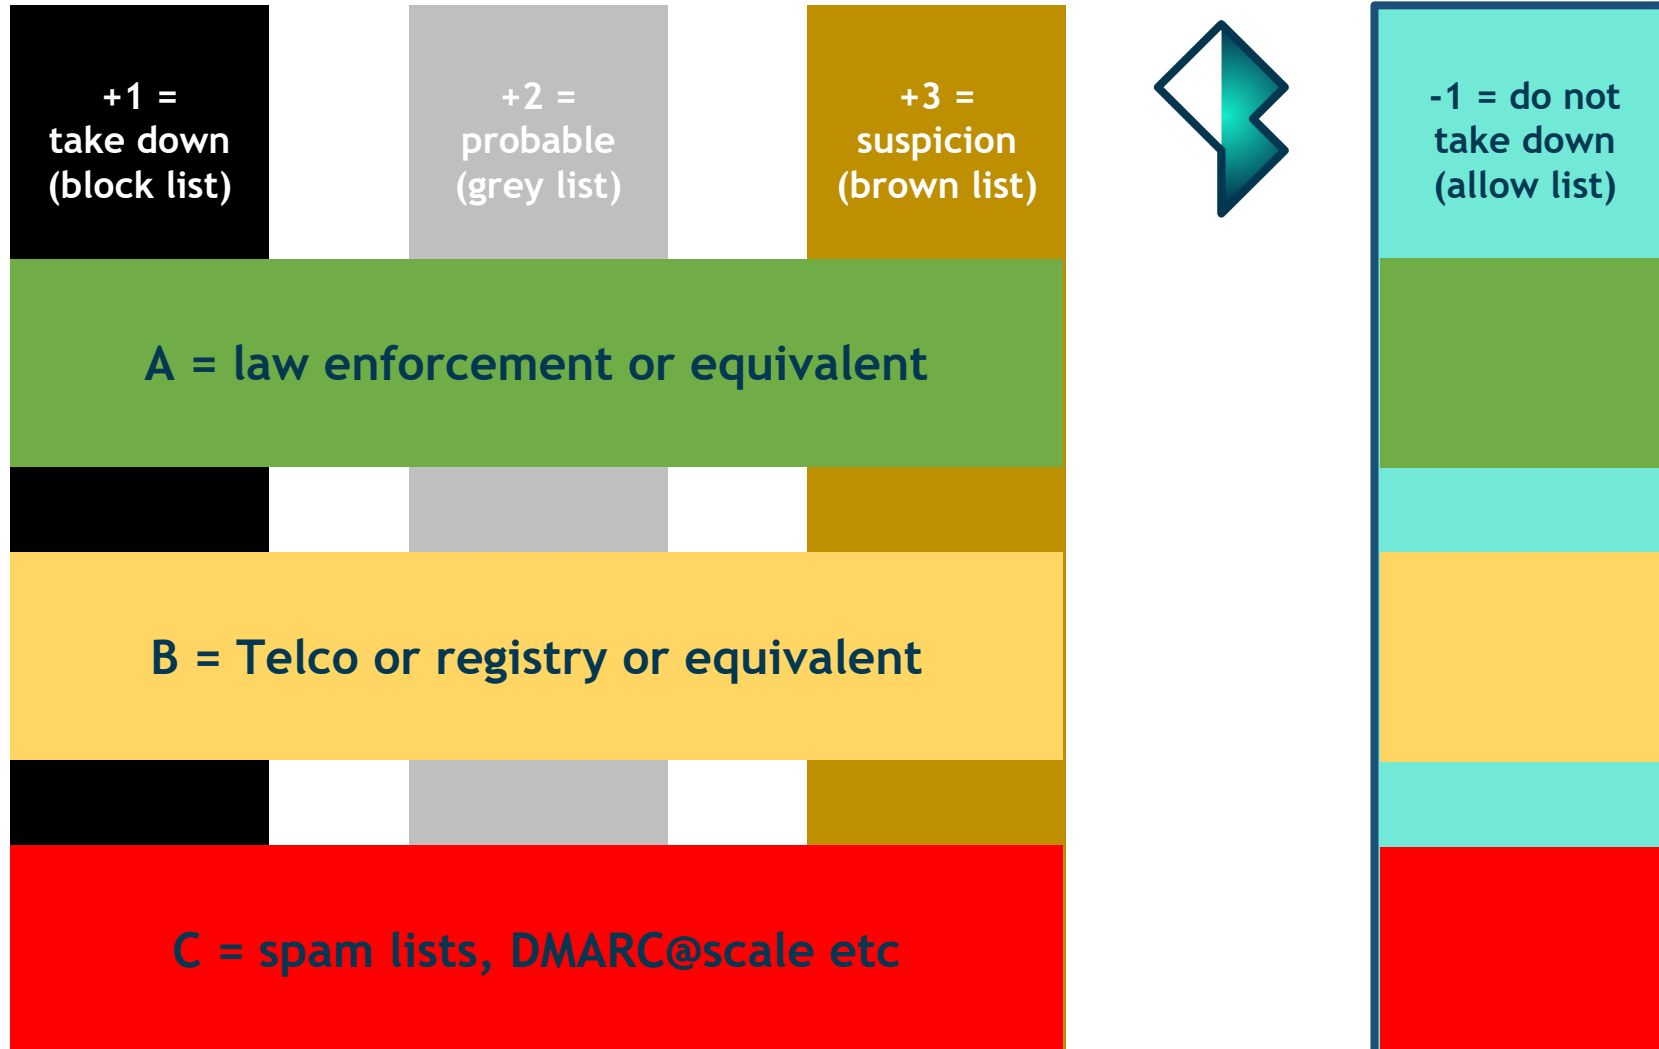 +1 =
take down
(block list)
+2 =
probable
(grey list)
+3 =
suspicion
(brown list)
-1 = do not
take down
(allow list)
A = law enforcement or equivalent
B = Telco or registry or equivalent
C = spam lists, DMARC@scale etc